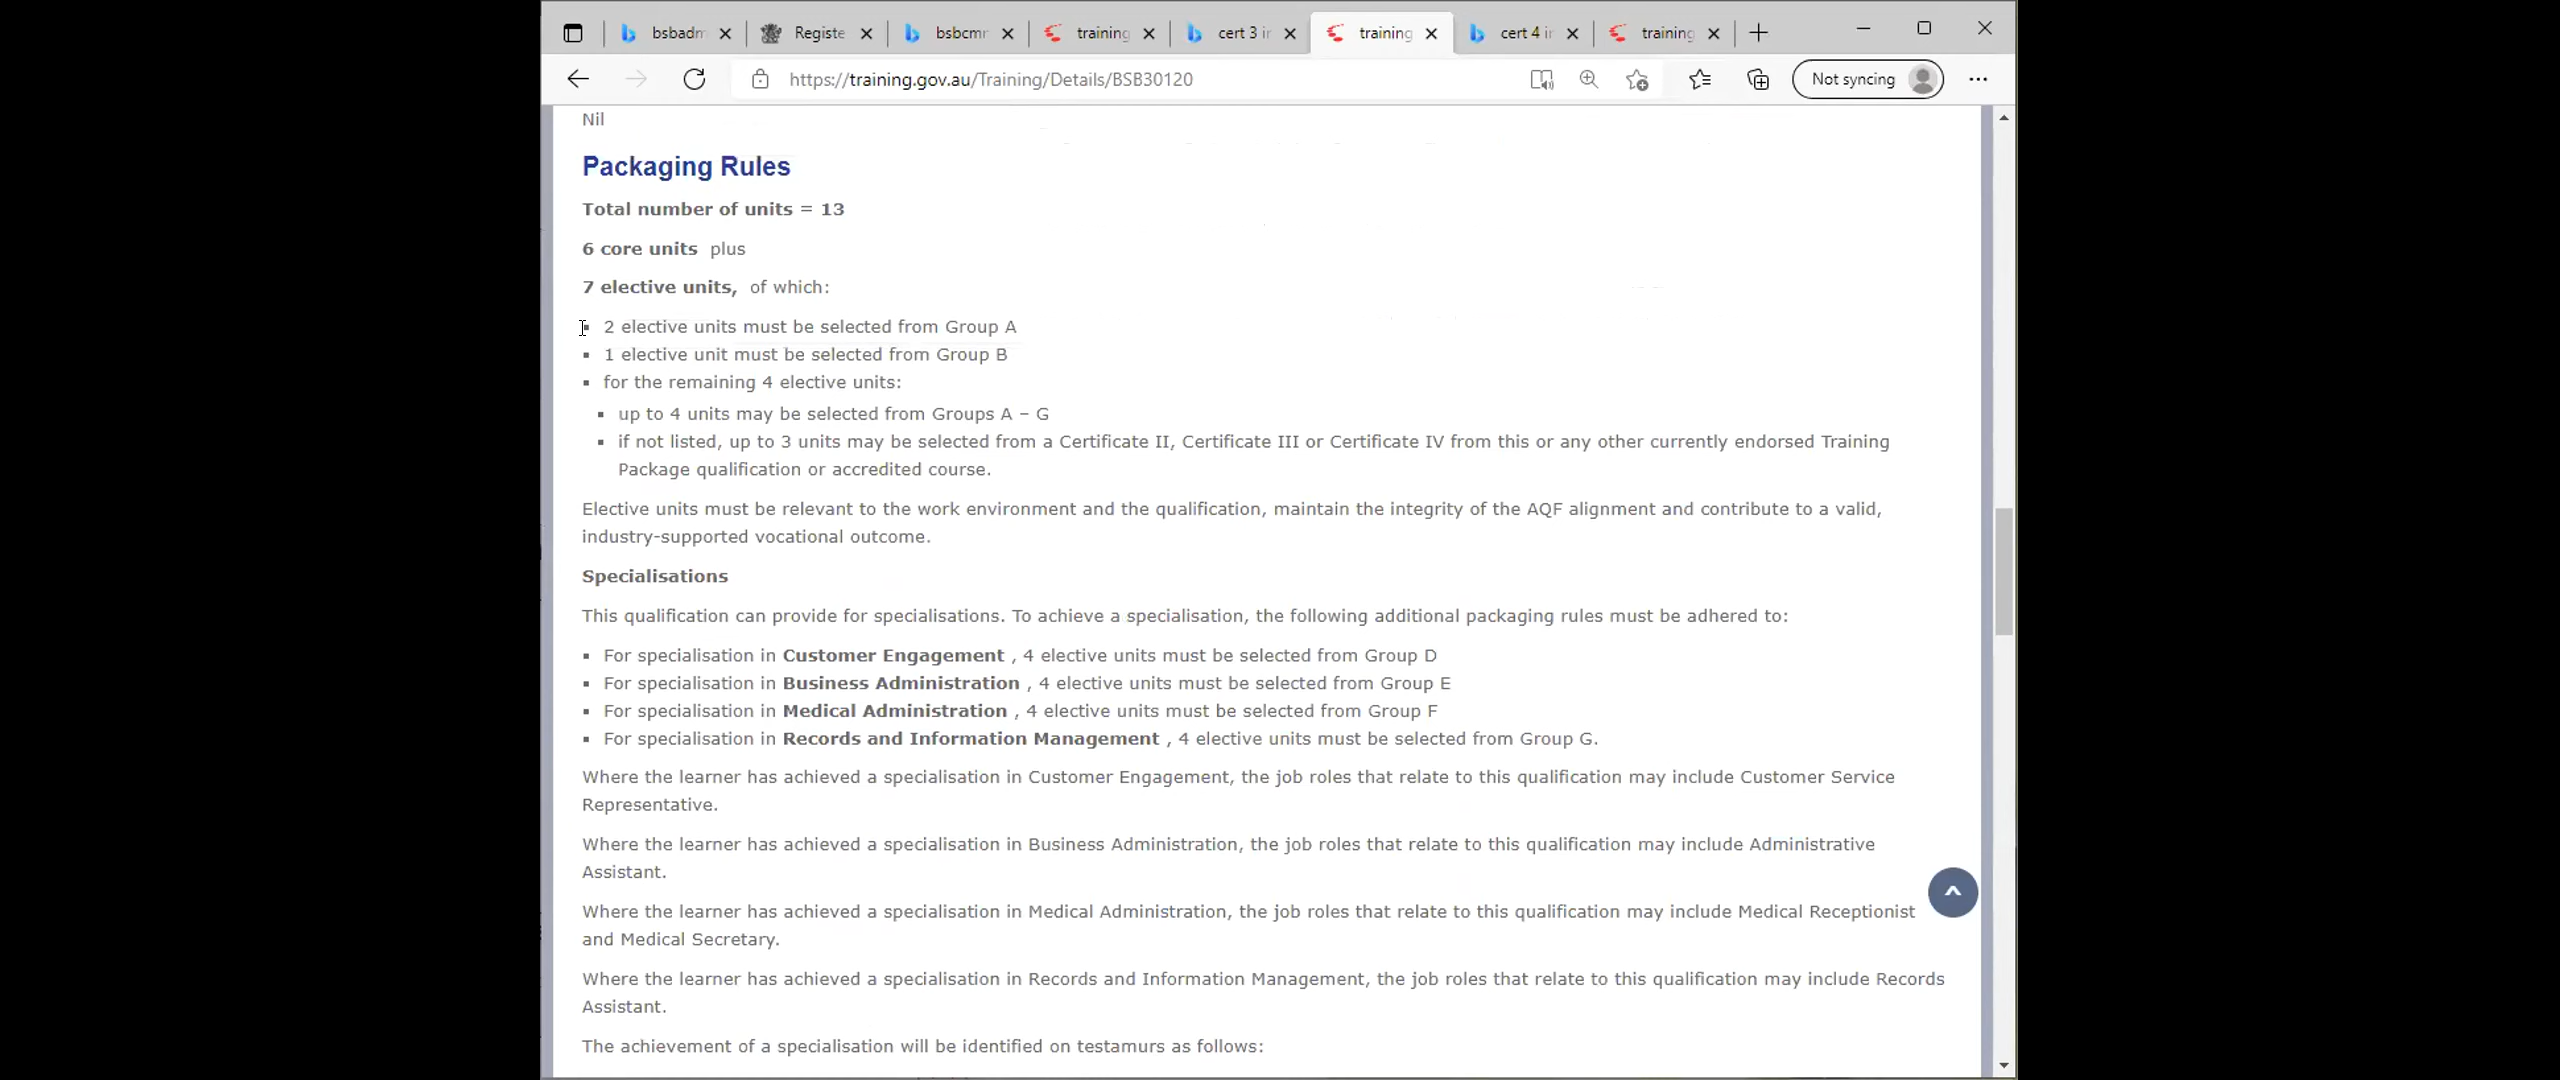 bsbadm
Registe
bsbcmm
training
cert 3 in
training
cert 4 in
training
https://training.gov.au/Training/Details/BSB30120
Not syncing
Nil
Packaging Rules
Total number of units = 13
6 core units plus
7 elective units, of which:
2 elective units must be selected from Group A
1 elective unit must be selected from Group B
for the remaining 4 elective units:
up to 4 units may be selected from Groups A – G
if not listed, up to 3 units may be selected from a Certificate II, Certificate III or Certificate IV from this or any other currently endorsed Training
Package qualification or accredited course.
Elective units must be relevant to the work environment and the qualification, maintain the integrity of the AQF alignment and contribute to a valid,
industry-supported vocational outcome.
Specialisations
This qualification can provide for specialisations. To achieve a specialisation, the following additional packaging rules must be adhered to:
For specialisation in Customer Engagement , 4 elective units must be selected from Group D
For specialisation in Business Administration , 4 elective units must be selected from Group E
For specialisation in Medical Administration , 4 elective units must be selected from Group F
For specialisation in Records and Information Management , 4 elective units must be selected from Group G.
Where the learner has achieved a specialisation in Customer Engagement, the job roles that relate to this qualification may include Customer Service
Representative.
Where the learner has achieved a specialisation in Business Administration, the job roles that relate to this qualification may include Administrative
Assistant.
Where the learner has achieved a specialisation in Medical Administration, the job roles that relate to this qualification may include Medical Receptionist
and Medical Secretary.
Where the learner has achieved a specialisation in Records and Information Management, the job roles that relate to this qualification may include Records
Assistant.
The achievement of a specialisation will be identified on testamurs as follows: